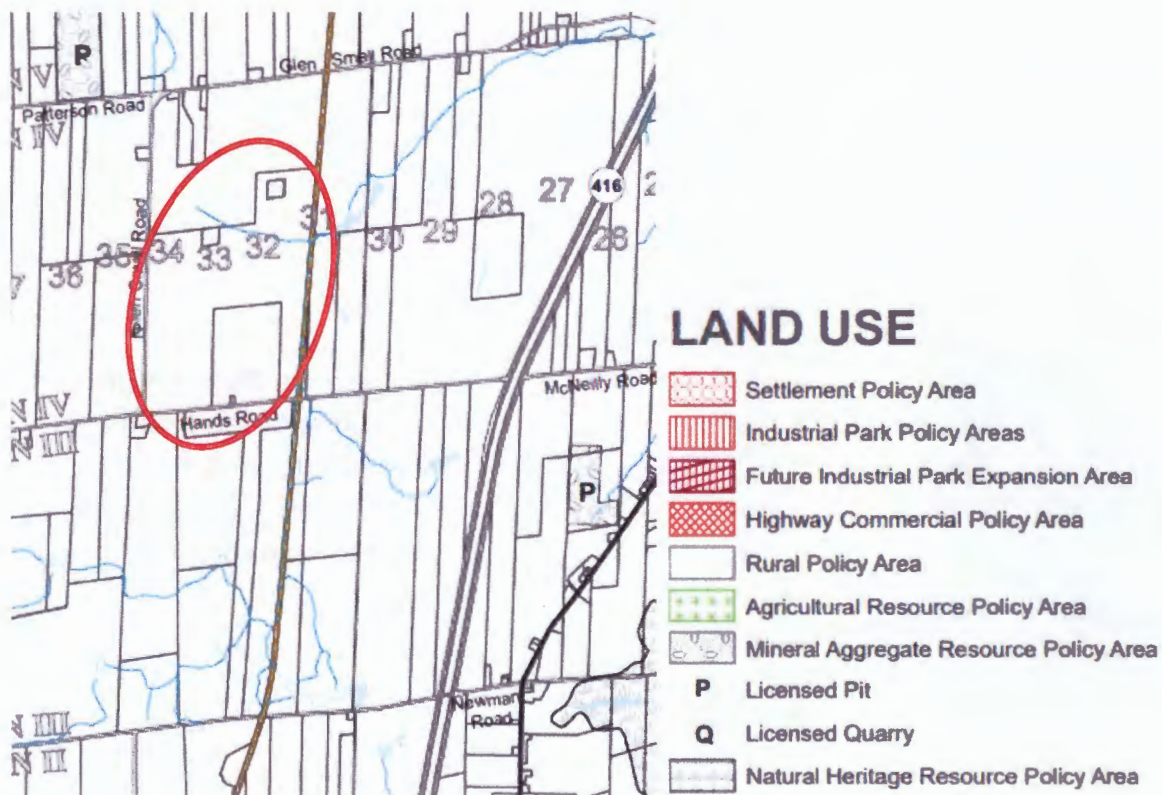 P
Glen Smail Road
Patterson Road
V
IV
416
27
28
31
Glen Smail Road
26
29
30
32
33
34
35
36
McNeilly Road
IV
III
Hands Road
P
Newman
Road
III
II
LAND USE
Settlement Policy Area
Industrial Park Policy Areas
Future Industrial Park Expansion Area
Highway Commercial Policy Area
Rural Policy Area
Agricultural Resource Policy Area
Mineral Aggregate Resource Policy Area
P Licensed Pit
Q Licensed Quarry
Natural Heritage Resource Policy Area